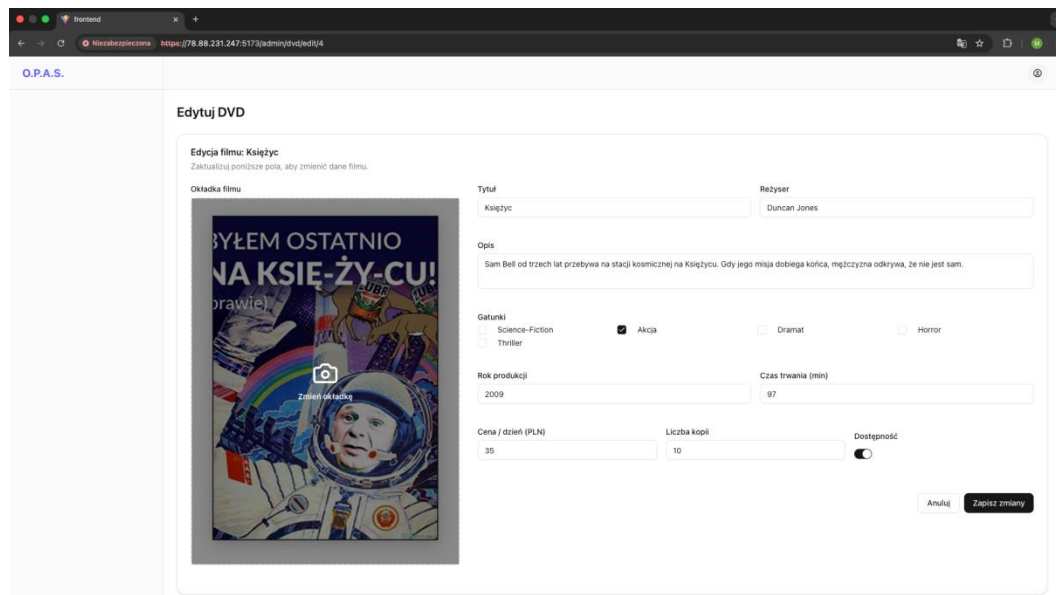 frontend
Niezabezpieczona https://78.88.231.247:5173/admin/dvd/edit/4
O.P.A.S.
Edytuj DVD
Edycja filmu: Księżyc
Zaktualizuj poniższe pola, aby zmienić dane filmu.
Okładka filmu
BYŁEM OSTATNIO
NA KSIĘ-ŻY-CU!
prawie)
ŻUBR
Zmień okładkę
Tytuł
Reżyser
Księżyc
Duncan Jones
Opis
Sam Bell od trzech lat przebywa na stacji kosmicznej na Księżycu. Gdy jego misja dobiega końca, mężczyzna odkrywa, że nie jest sam.
Gatunki
Science-Fiction
Akcja
Dramat
Horror
Thriller
Rok produkcji
Czas trwania (min)
2009
97
Cena / dzień (PLN)
Liczba kopii
Dostępność
35
10
Anuluj
Zapisz zmiany